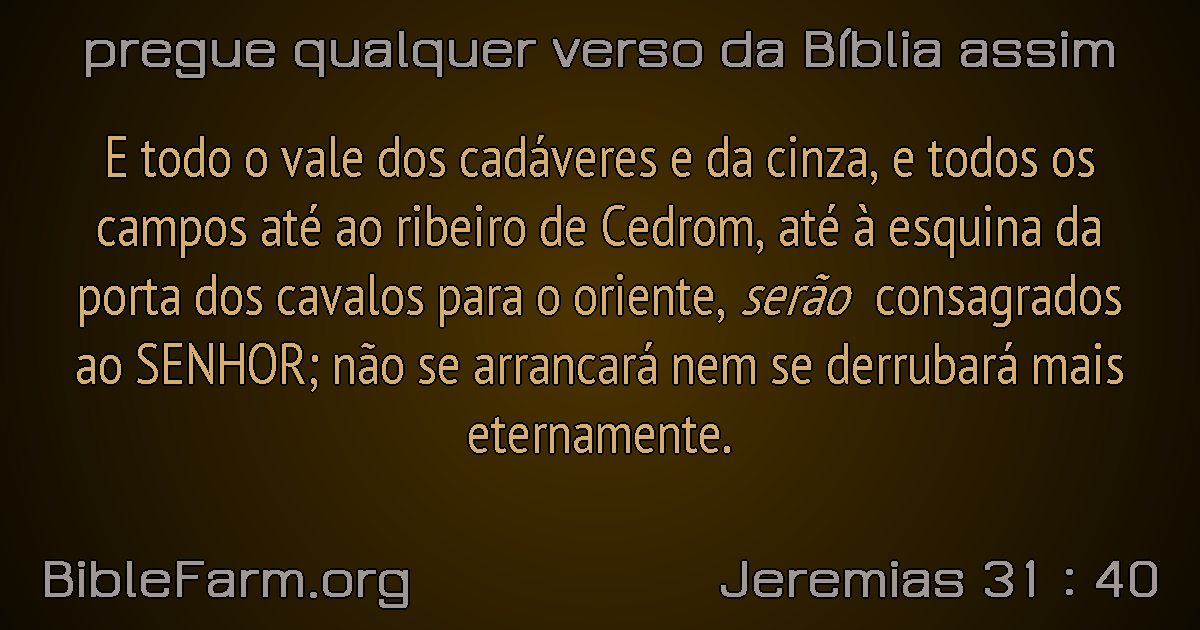 pregue qualquer verso da Bíblia assim
E todo o vale dos cadáveres e da cinza, e todos os
campos até ao ribeiro de Cedrom, até à esquina da
porta dos cavalos para o oriente, serão consagrados
ao SENHOR; não se arrancará nem se derrubará mais
eternamente.
BibleFarm.org
Jeremias 31 : 40